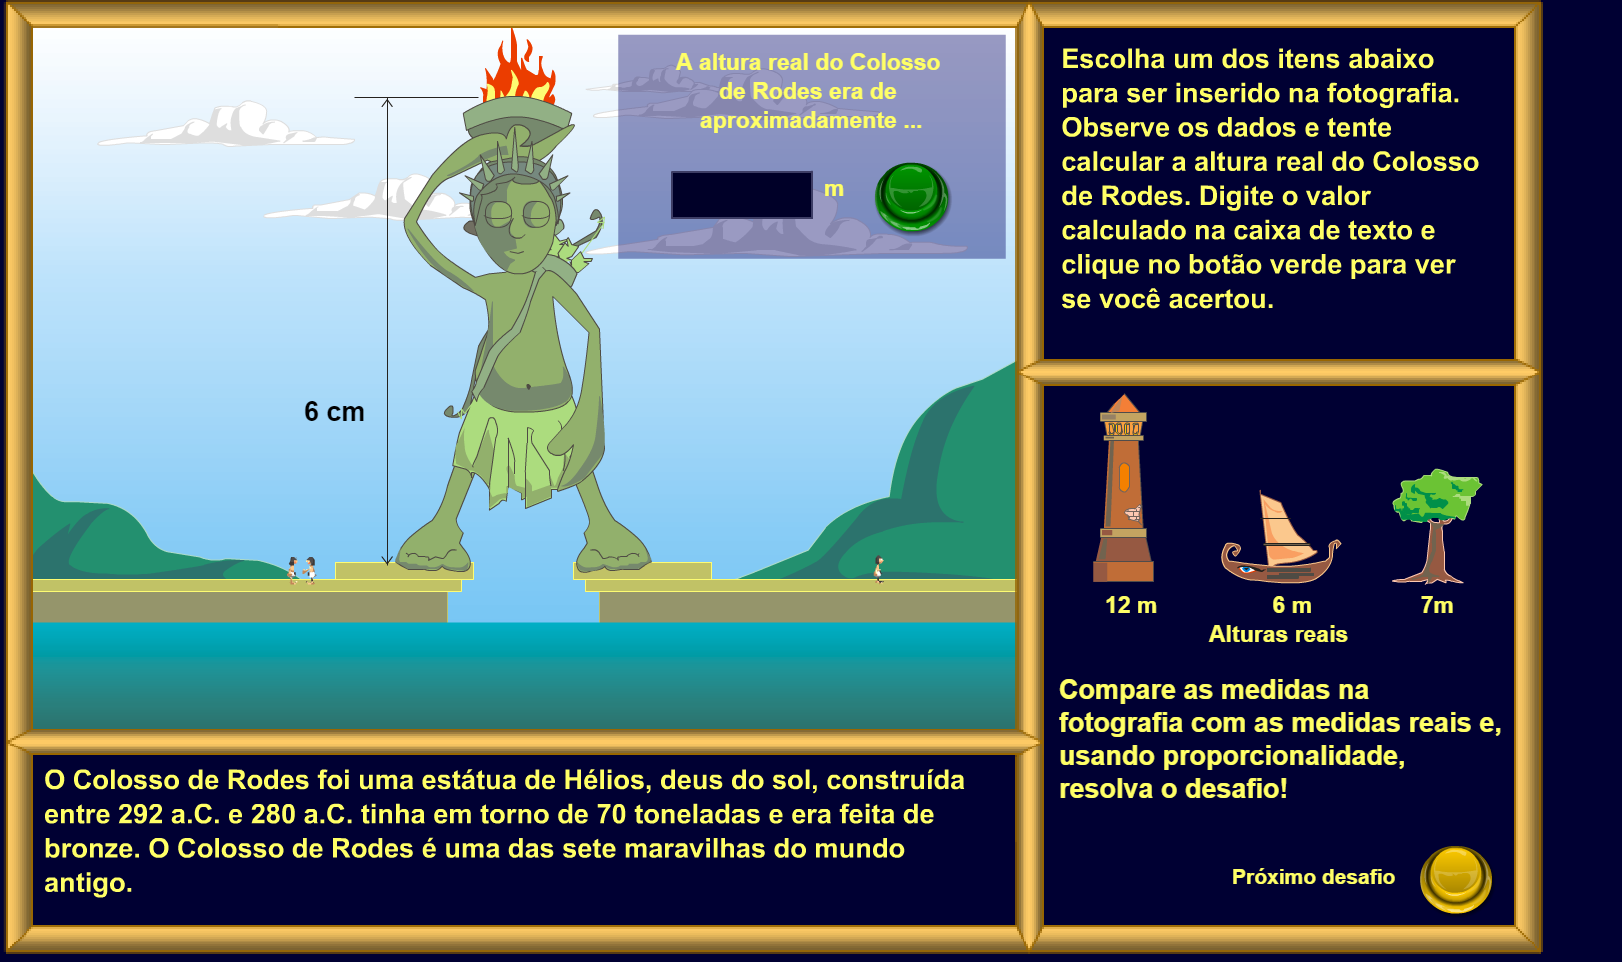 A altura real do Colosso
de Rodes era de
aproximadamente ...
m
6 cm
Escolha um dos itens abaixo
para ser inserido na fotografia.
Observe os dados e tente
calcular a altura real do Colosso
de Rodes. Digite o valor
calculado na caixa de texto e
clique no botão verde para ver
se você acertou.
12 m 6 m 7m
Alturas reais
Compare as medidas na
fotografia com as medidas reais e,
usando proporcionalidade,
resolva o desafio!
Próximo desafio
O Colosso de Rodes foi uma estátua de Hélios, deus do sol, construída
entre 292 a.C. e 280 a.C. tinha em torno de 70 toneladas e era feita de
bronze. O Colosso de Rodes é uma das sete maravilhas do mundo
antigo.